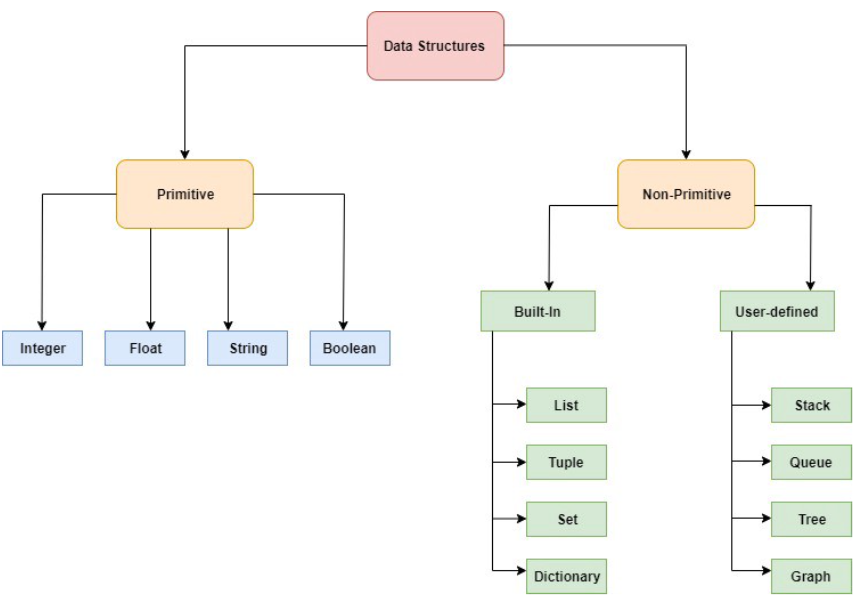 Data Structures
Primitive
Non-Primitive
Integer
Float
String
Boolean
Built-In
User-defined
List
Stack
Tuple
Queue
Set
Tree
Dictionary
Graph